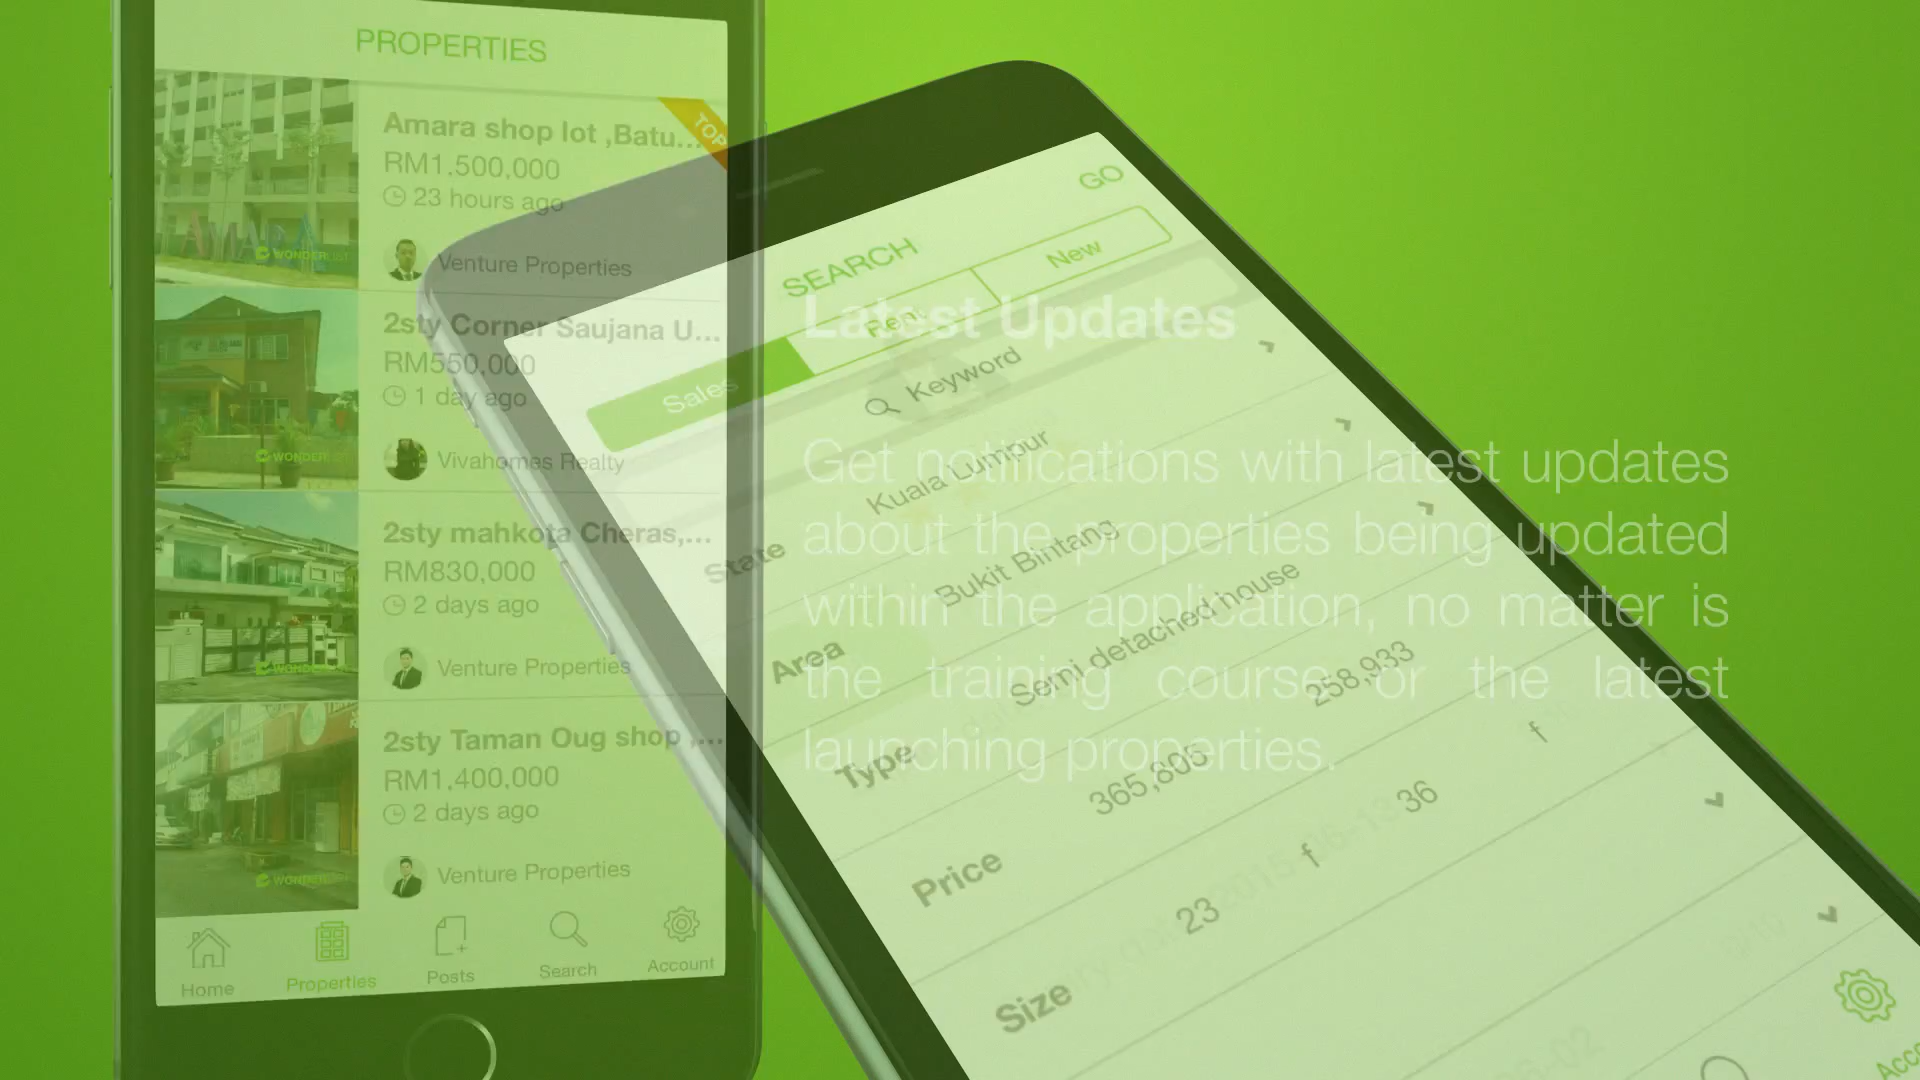 PROPERTIES
TOP
Amara shop lot ,Batu...
RM1.500,000
23 hours ago
Venture Properties
WONDERLIST
2sty Corner Saujana U...
RM550,000
1 day ago
Vivahomes Realty
WONDERLIST
2sty mahkota Cheras,...
RM830,000
2 days ago
Venture Properties
WONDERLIST
2sty Taman Oug shop ,...
RM1,400,000
2 days ago
Venture Properties
WONDERLIST
Home
Properties
Posts
Search
Account
SEARCH
GO
Sales
Rent
New
Keyword
State
Kuala Lumpur
Area
Bukit Bintang
Type
Semi detached house
Price
365,805
258,933
Size
23
f
36
f
Latest Updates
Get notifications with latest updates
about the properties being updated
within the application, no matter is
the training course or the latest
launching properties.